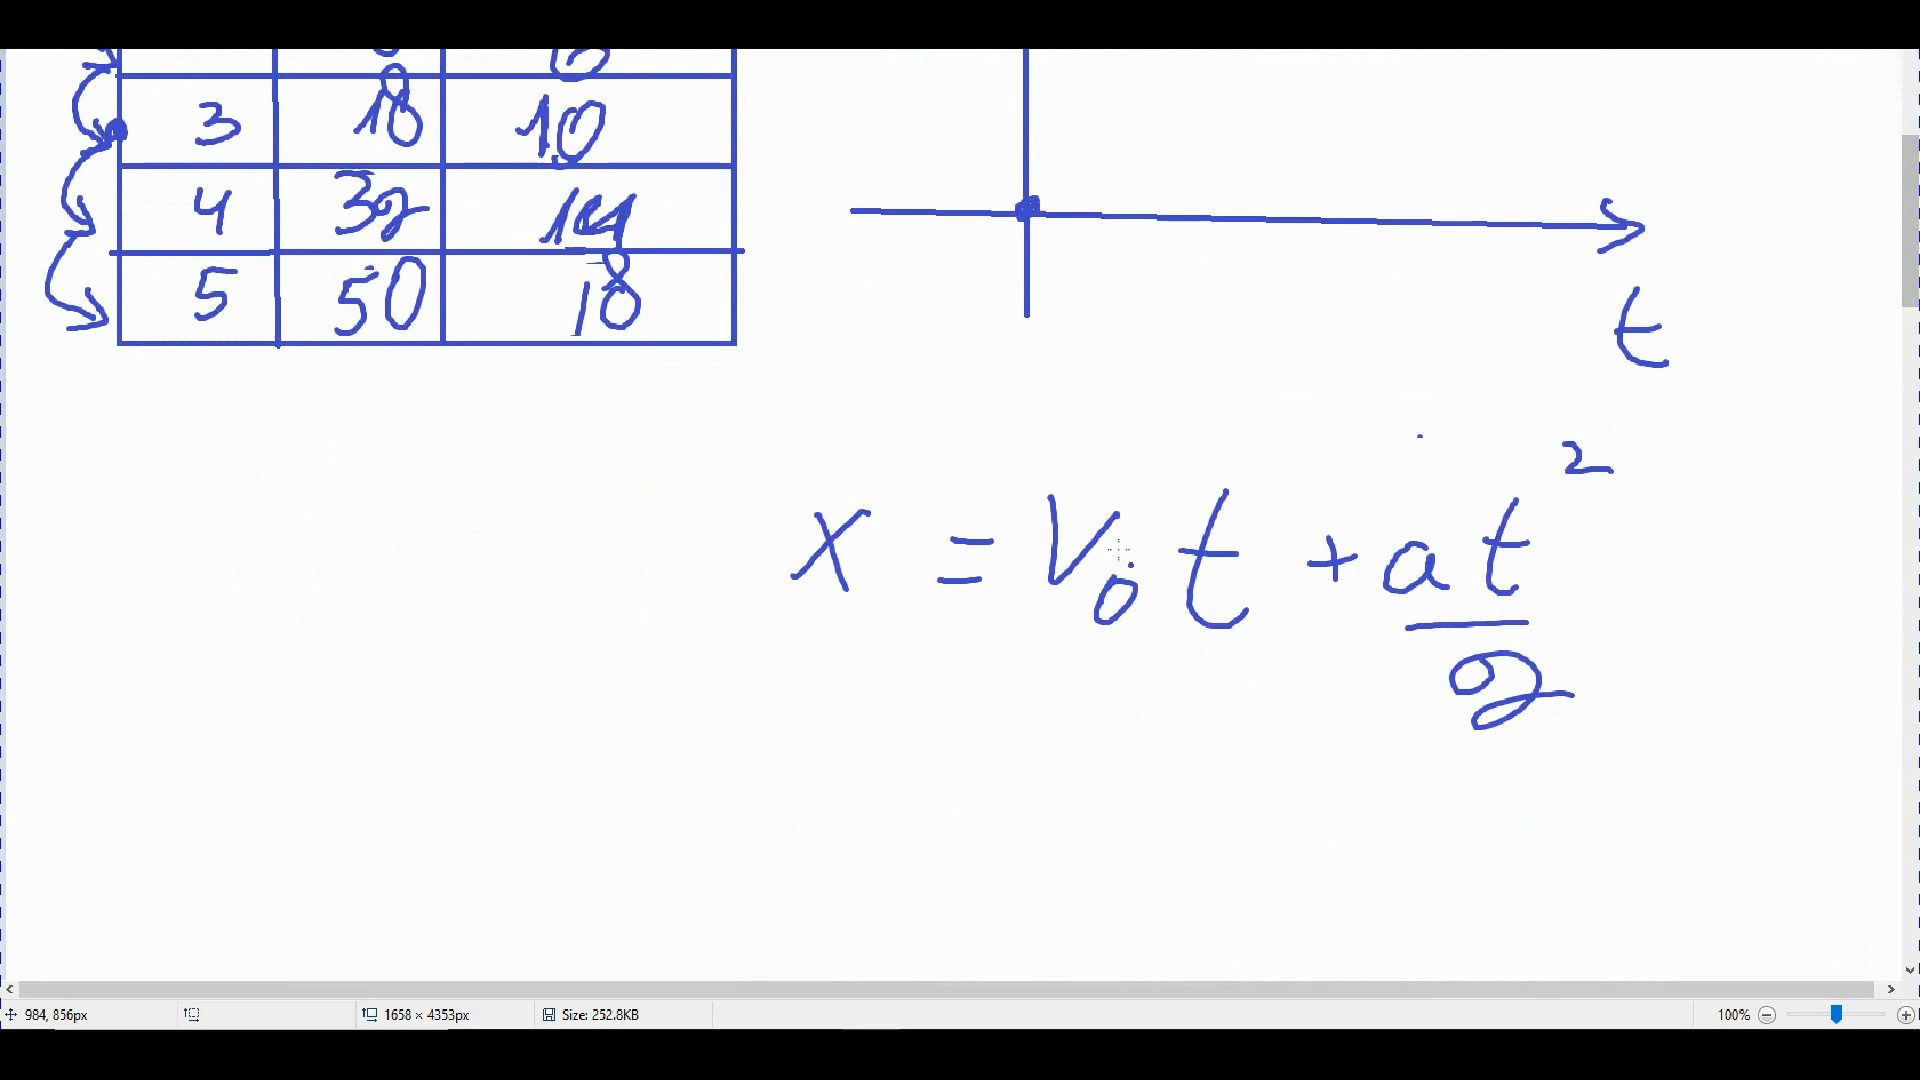 3 18 10
4 32 14
5 50 18
t
x = V₀t + at²/2
984, 856px 1658 × 4353px Size: 252.8KB 100%